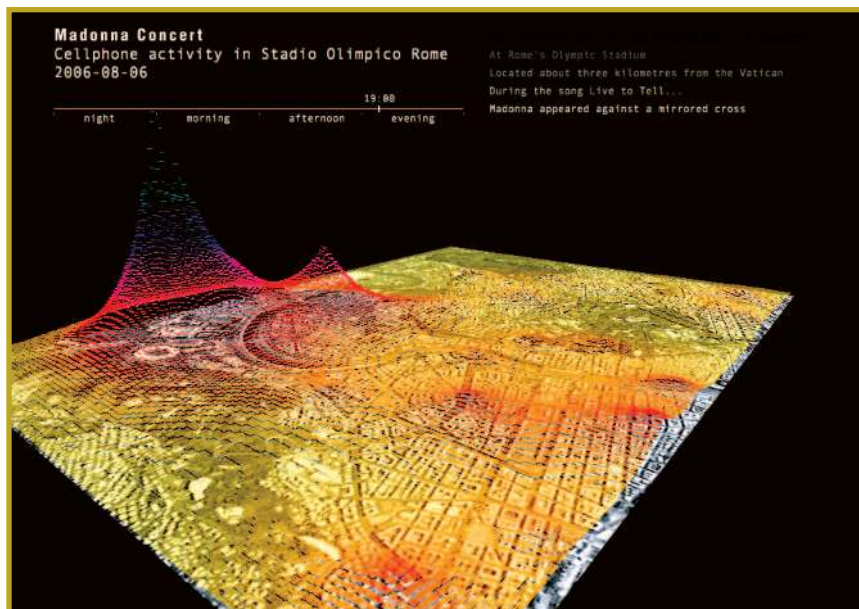 Madonna Concert
Cellphone activity in Stadio Olimpico Rome
2006-08-06
19:00
night morning afternoon evening
At Rome's Olympic Stadium
Located about three kilometres from the Vatican
During the song Live to Tell...
Madonna appeared against a mirrored cross